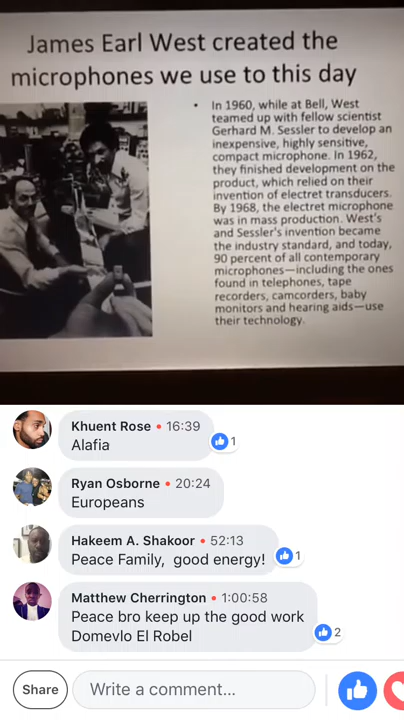 James Earl West created the
microphones we use to this day
• In 1960, while at Bell, West
teamed up with fellow scientist
Gerhard M. Sessler to develop an
inexpensive, highly sensitive,
compact microphone. In 1962,
they finished development on the
product, which relied on their
invention of electret transducers.
By 1968, the electret microphone
was in mass production. West's
and Sessler's invention became
the industry standard, and today,
90 percent of all contemporary
microphones—including the ones
found in telephones, tape
recorders, camcorders, baby
monitors and hearing aids—use
their technology.
Khuent Rose • 16:39
Alafia
1
Ryan Osborne • 20:24
Europeans
Hakeem A. Shakoor • 52:13
Peace Family, good energy!
1
Matthew Cherrington • 1:00:58
Peace bro keep up the good work
Domevlo El Robel
2
Share
Write a comment...